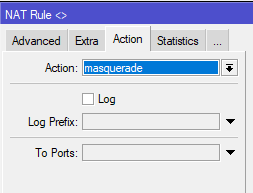 NAT Rule <>
Advanced Extra Action Statistics ...
Action: masquerade
Log
Log Prefix:
To Ports: